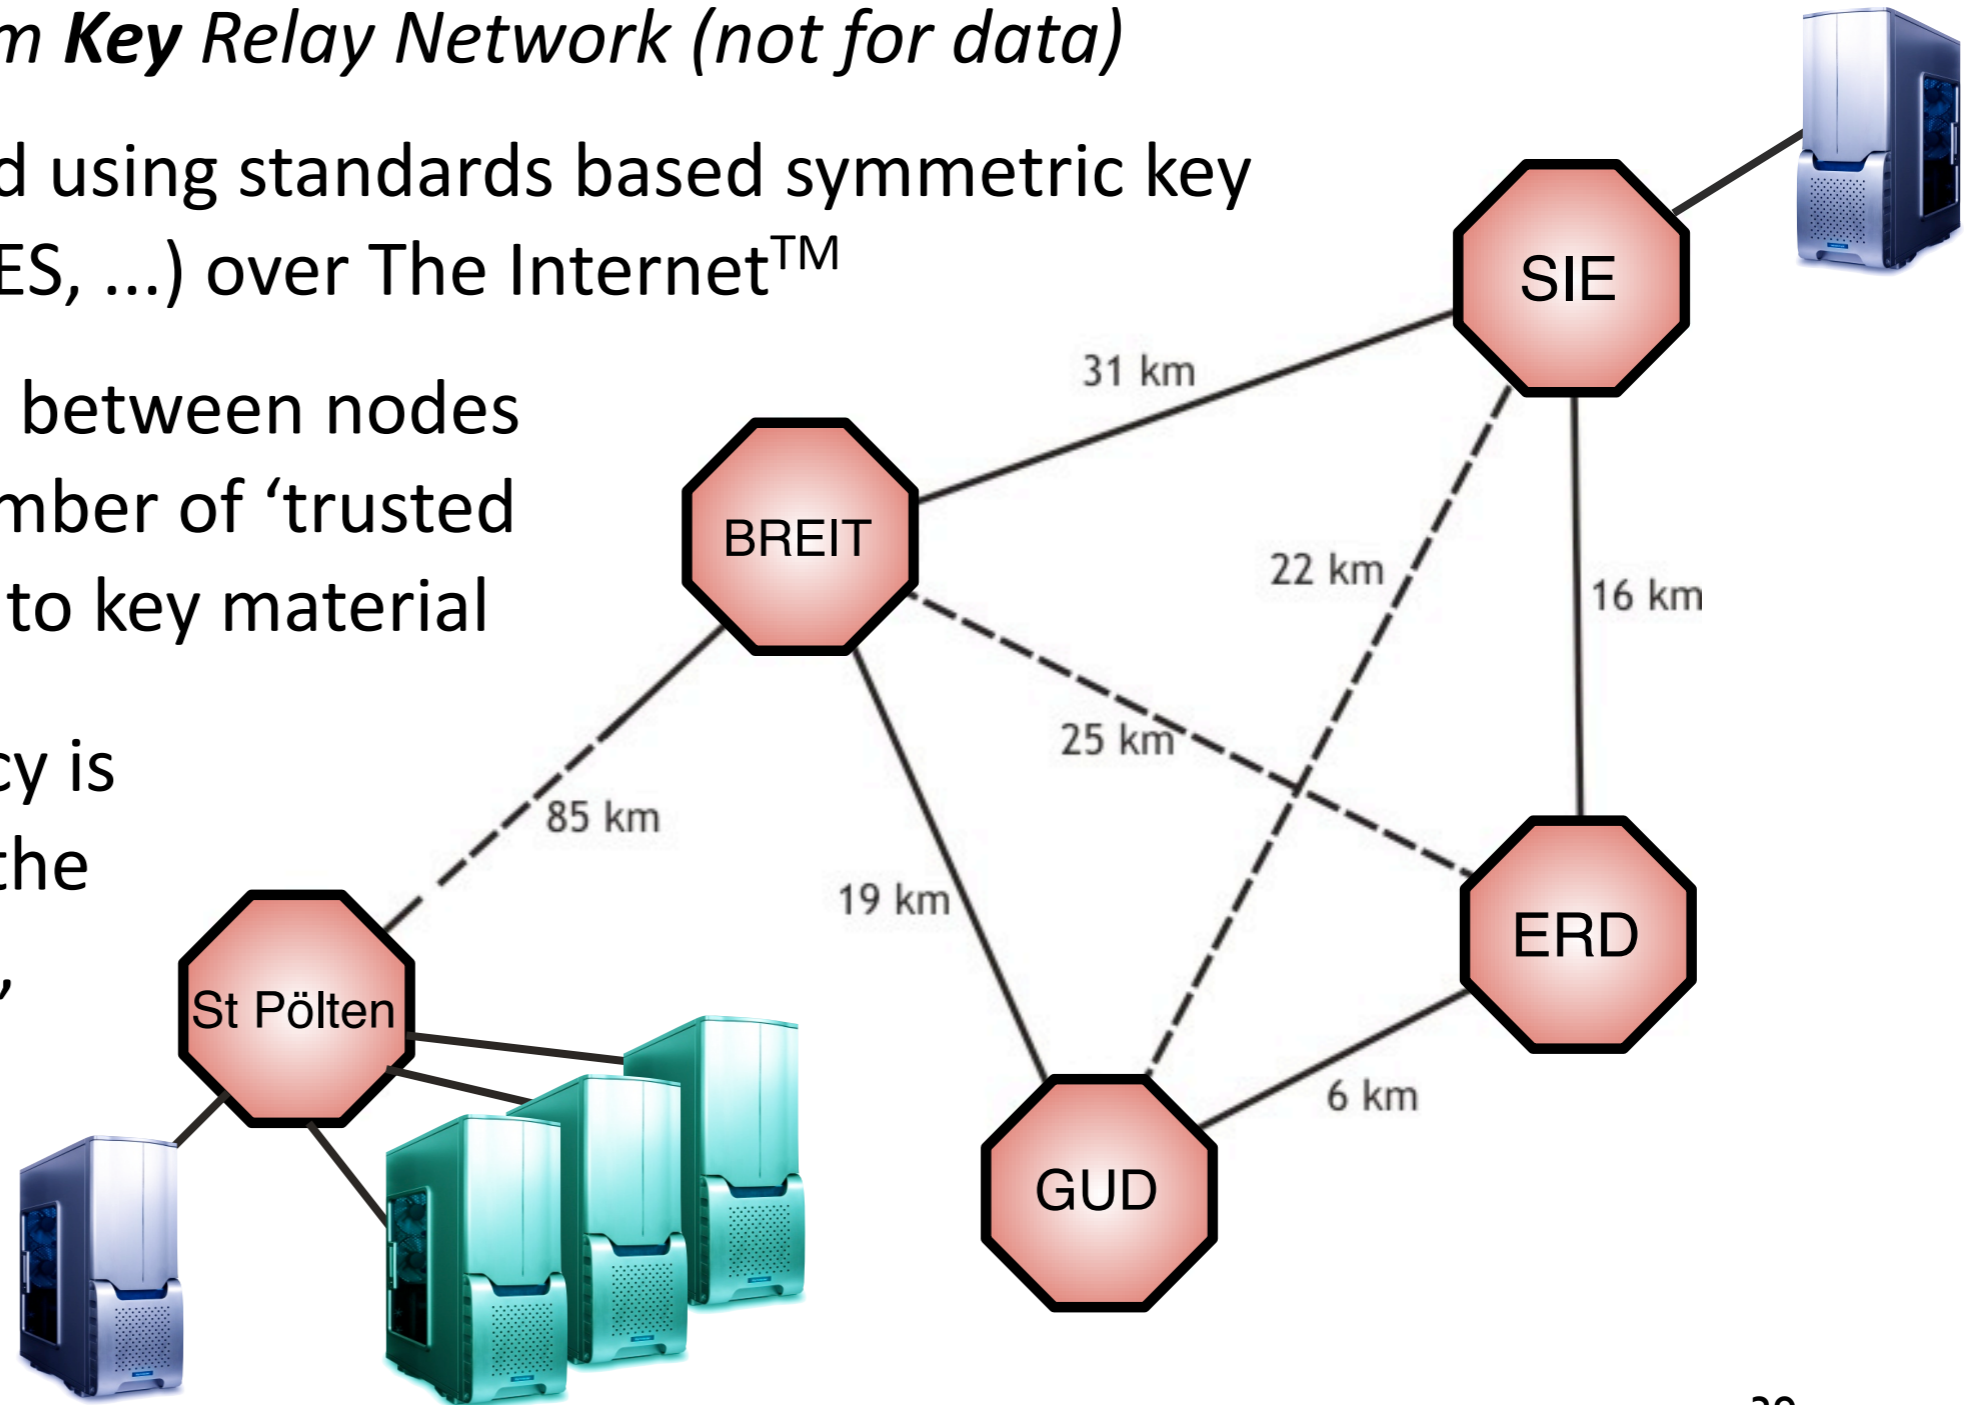 m Key Relay Network (not for data)
d using standards based symmetric key
ES, ...) over The Internet™
between nodes
mber of ‘trusted
to key material
cy is
the
,
SIE
31 km
BREIT
22 km
16 km
25 km
85 km
19 km
ERD
St Pölten
6 km
GUD